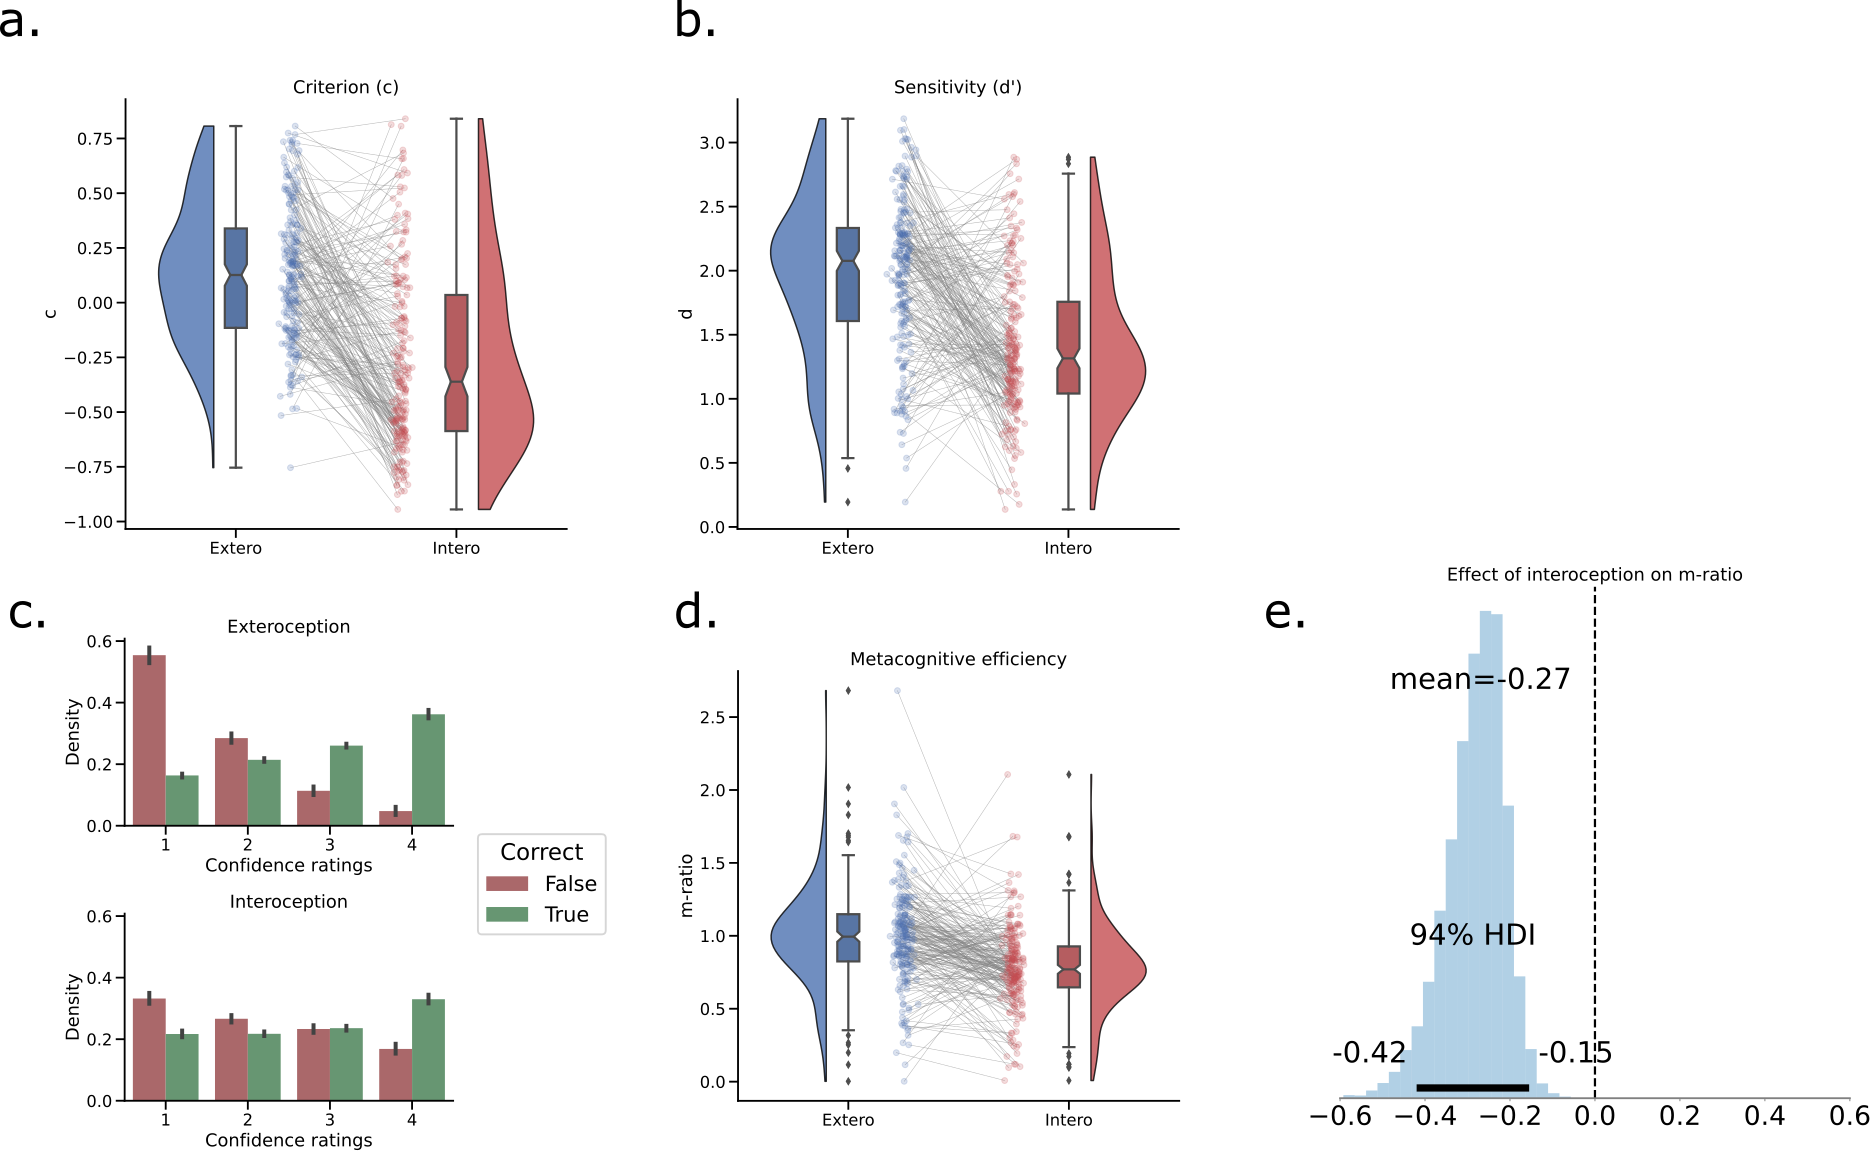 a.
Criterion (c)
c
0.75
0.50
0.25
0.00
−0.25
−0.50
−0.75
−1.00
Extero
Intero
b.
Sensitivity (d')
d
3.0
2.5
2.0
1.5
1.0
0.5
0.0
Extero
Intero
c.
Exteroception
Density
0.6
0.4
0.2
0.0
1 2 3 4
Confidence ratings
Interoception
Density
0.6
0.4
0.2
0.0
1 2 3 4
Confidence ratings
Correct
False
True
d.
Metacognitive efficiency
m-ratio
2.5
2.0
1.5
1.0
0.5
0.0
Extero
Intero
e.
Effect of interoception on m-ratio
mean=-0.27
94% HDI
-0.42
-0.15
−0.6 −0.4 −0.2 0.0 0.2 0.4 0.6